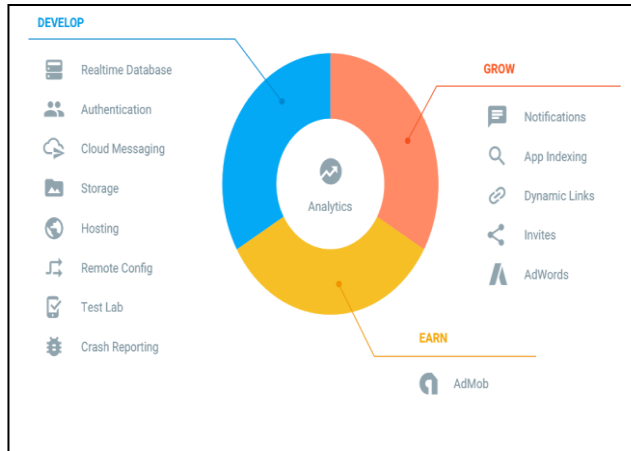 DEVELOP
Realtime Database
Authentication
Cloud Messaging
Storage
Hosting
Remote Config
Test Lab
Crash Reporting
Analytics
GROW
Notifications
App Indexing
Dynamic Links
Invites
AdWords
EARN
AdMob